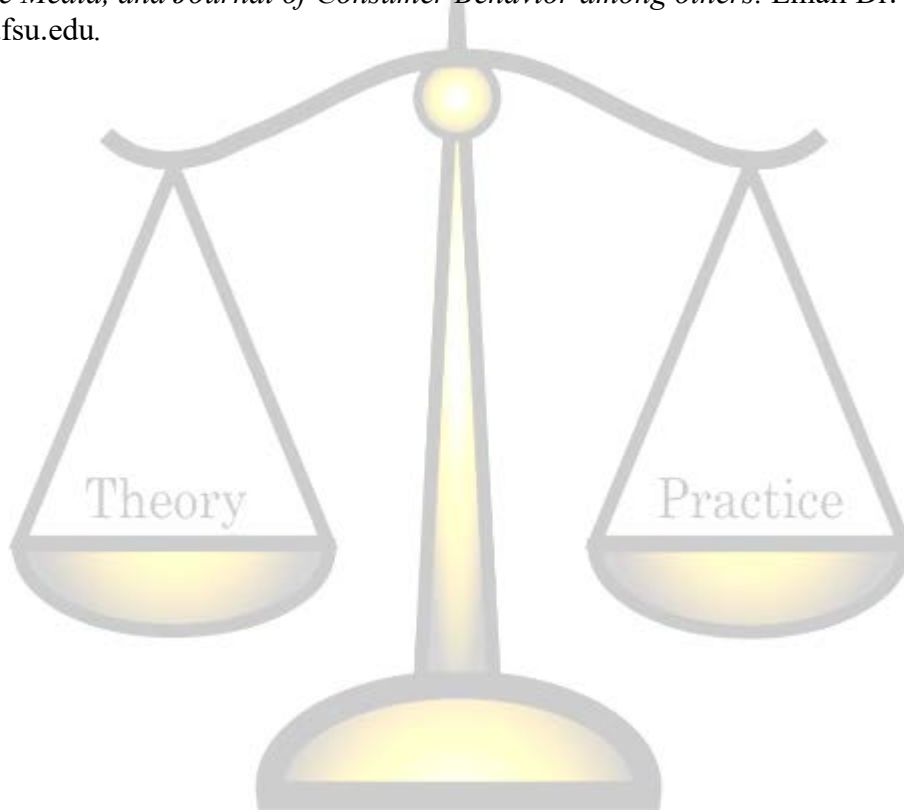 Media, and Journal of Consumer Behavior among others. Email Dr.
.fsu.edu.
Theory
Practice